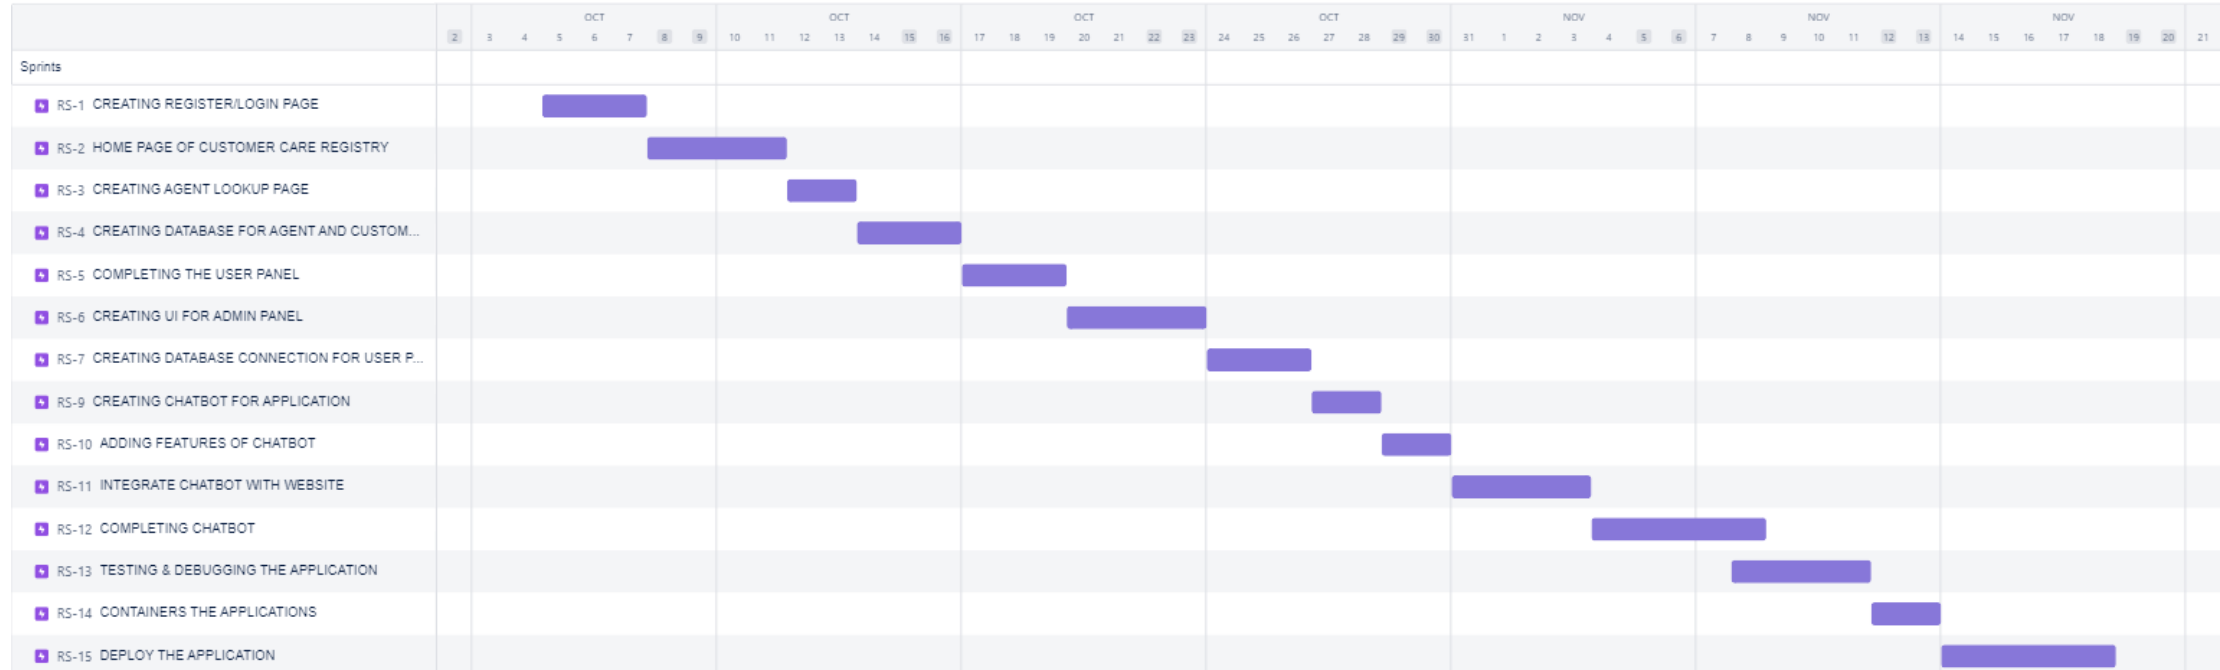 OCT OCT OCT OCT NOV NOV NOV
2 3 4 5 6 7 8 9 10 11 12 13 14 15 16 17 18 19 20 21 22 23 24 25 26 27 28 29 30 31 1 2 3 4 5 6 7 8 9 10 11 12 13 14 15 16 17 18 19 20 21
Sprints
RS-1 CREATING REGISTER/LOGIN PAGE
RS-2 HOME PAGE OF CUSTOMER CARE REGISTRY
RS-3 CREATING AGENT LOOKUP PAGE
RS-4 CREATING DATABASE FOR AGENT AND CUSTOM...
RS-5 COMPLETING THE USER PANEL
RS-6 CREATING UI FOR ADMIN PANEL
RS-7 CREATING DATABASE CONNECTION FOR USER P...
RS-9 CREATING CHATBOT FOR APPLICATION
RS-10 ADDING FEATURES OF CHATBOT
RS-11 INTEGRATE CHATBOT WITH WEBSITE
RS-12 COMPLETING CHATBOT
RS-13 TESTING & DEBUGGING THE APPLICATION
RS-14 CONTAINERS THE APPLICATIONS
RS-15 DEPLOY THE APPLICATION